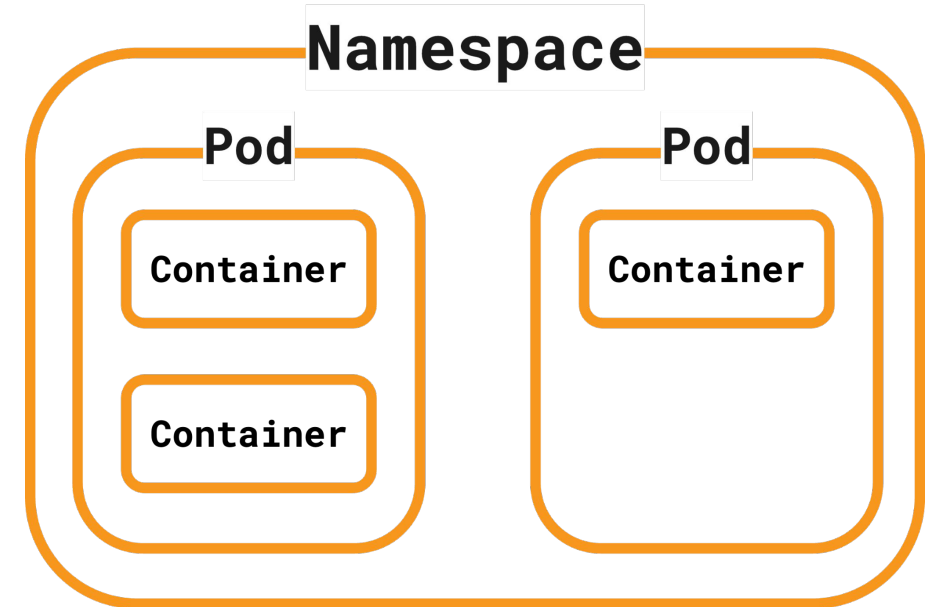 Namespace
Pod
Container
Container
Pod
Container